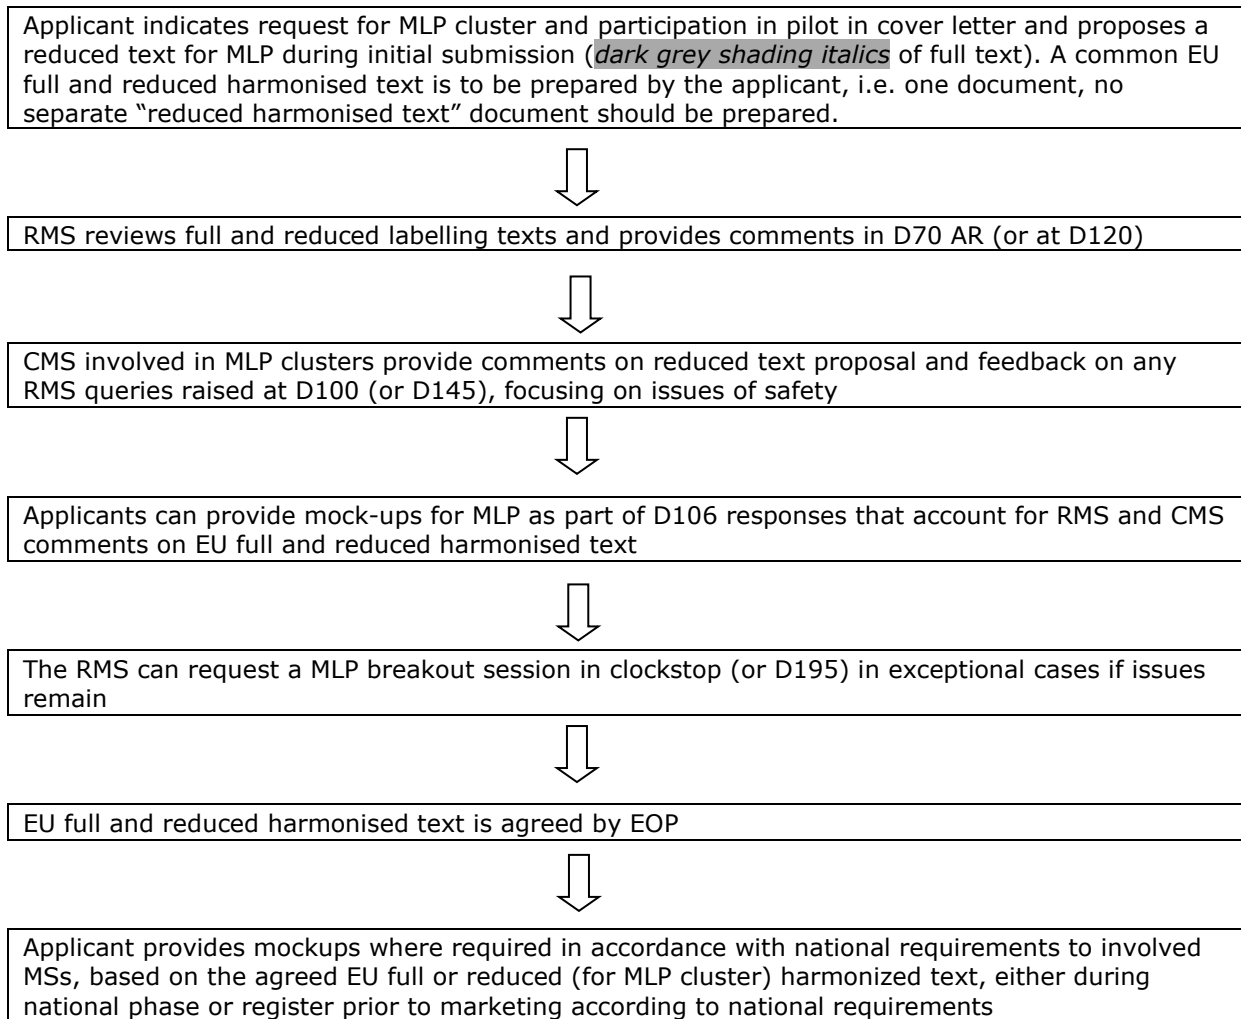 Applicant indicates request for MLP cluster and participation in pilot in cover letter and proposes a
reduced text for MLP during initial submission (dark grey shading italics of full text). A common EU
full and reduced harmonised text is to be prepared by the applicant, i.e. one document, no
separate “reduced harmonised text” document should be prepared.
RMS reviews full and reduced labelling texts and provides comments in D70 AR (or at D120)
CMS involved in MLP clusters provide comments on reduced text proposal and feedback on any
RMS queries raised at D100 (or D145), focusing on issues of safety
Applicants can provide mock-ups for MLP as part of D106 responses that account for RMS and CMS
comments on EU full and reduced harmonised text
The RMS can request a MLP breakout session in clockstop (or D195) in exceptional cases if issues
remain
EU full and reduced harmonised text is agreed by EOP
Applicant provides mockups where required in accordance with national requirements to involved
MSs, based on the agreed EU full or reduced (for MLP cluster) harmonized text, either during
national phase or register prior to marketing according to national requirements